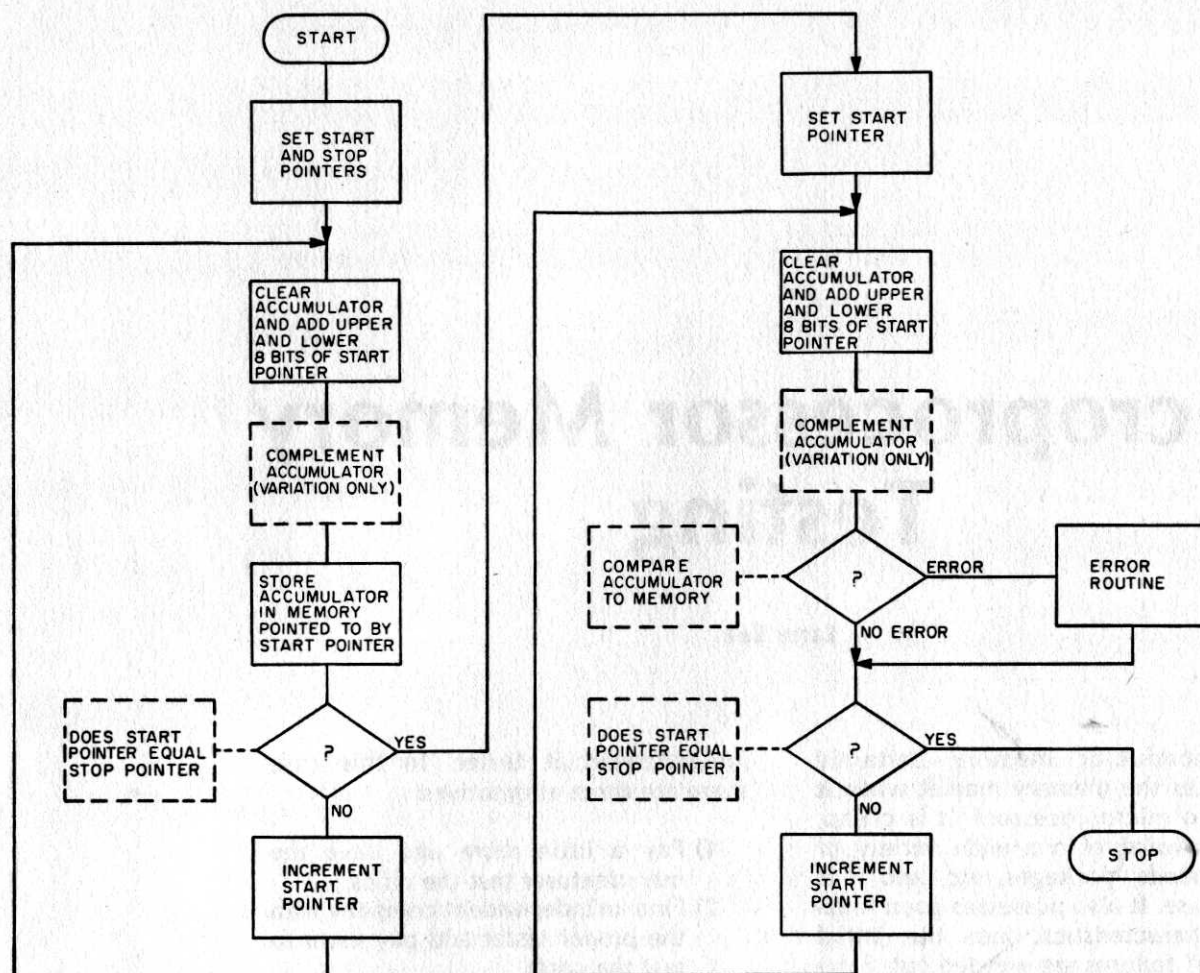 START
SET START
AND STOP
POINTERS
CLEAR
ACCUMULATOR
AND ADD UPPER
AND LOWER
8 BITS OF START
POINTER
COMPLEMENT
ACCUMULATOR
(VARIATION ONLY)
STORE
ACCUMULATOR
IN MEMORY
POINTED TO BY
START POINTER
DOES START
POINTER EQUAL
STOP POINTER
?
YES
NO
INCREMENT
START
POINTER
SET START
POINTER
CLEAR
ACCUMULATOR
AND ADD UPPER
AND LOWER
8 BITS OF START
POINTER
COMPLEMENT
ACCUMULATOR
(VARIATION ONLY)
COMPARE
ACCUMULATOR
TO MEMORY
?
ERROR
ERROR
ROUTINE
NO ERROR
DOES START
POINTER EQUAL
STOP POINTER
?
YES
NO
STOP
INCREMENT
START
POINTER